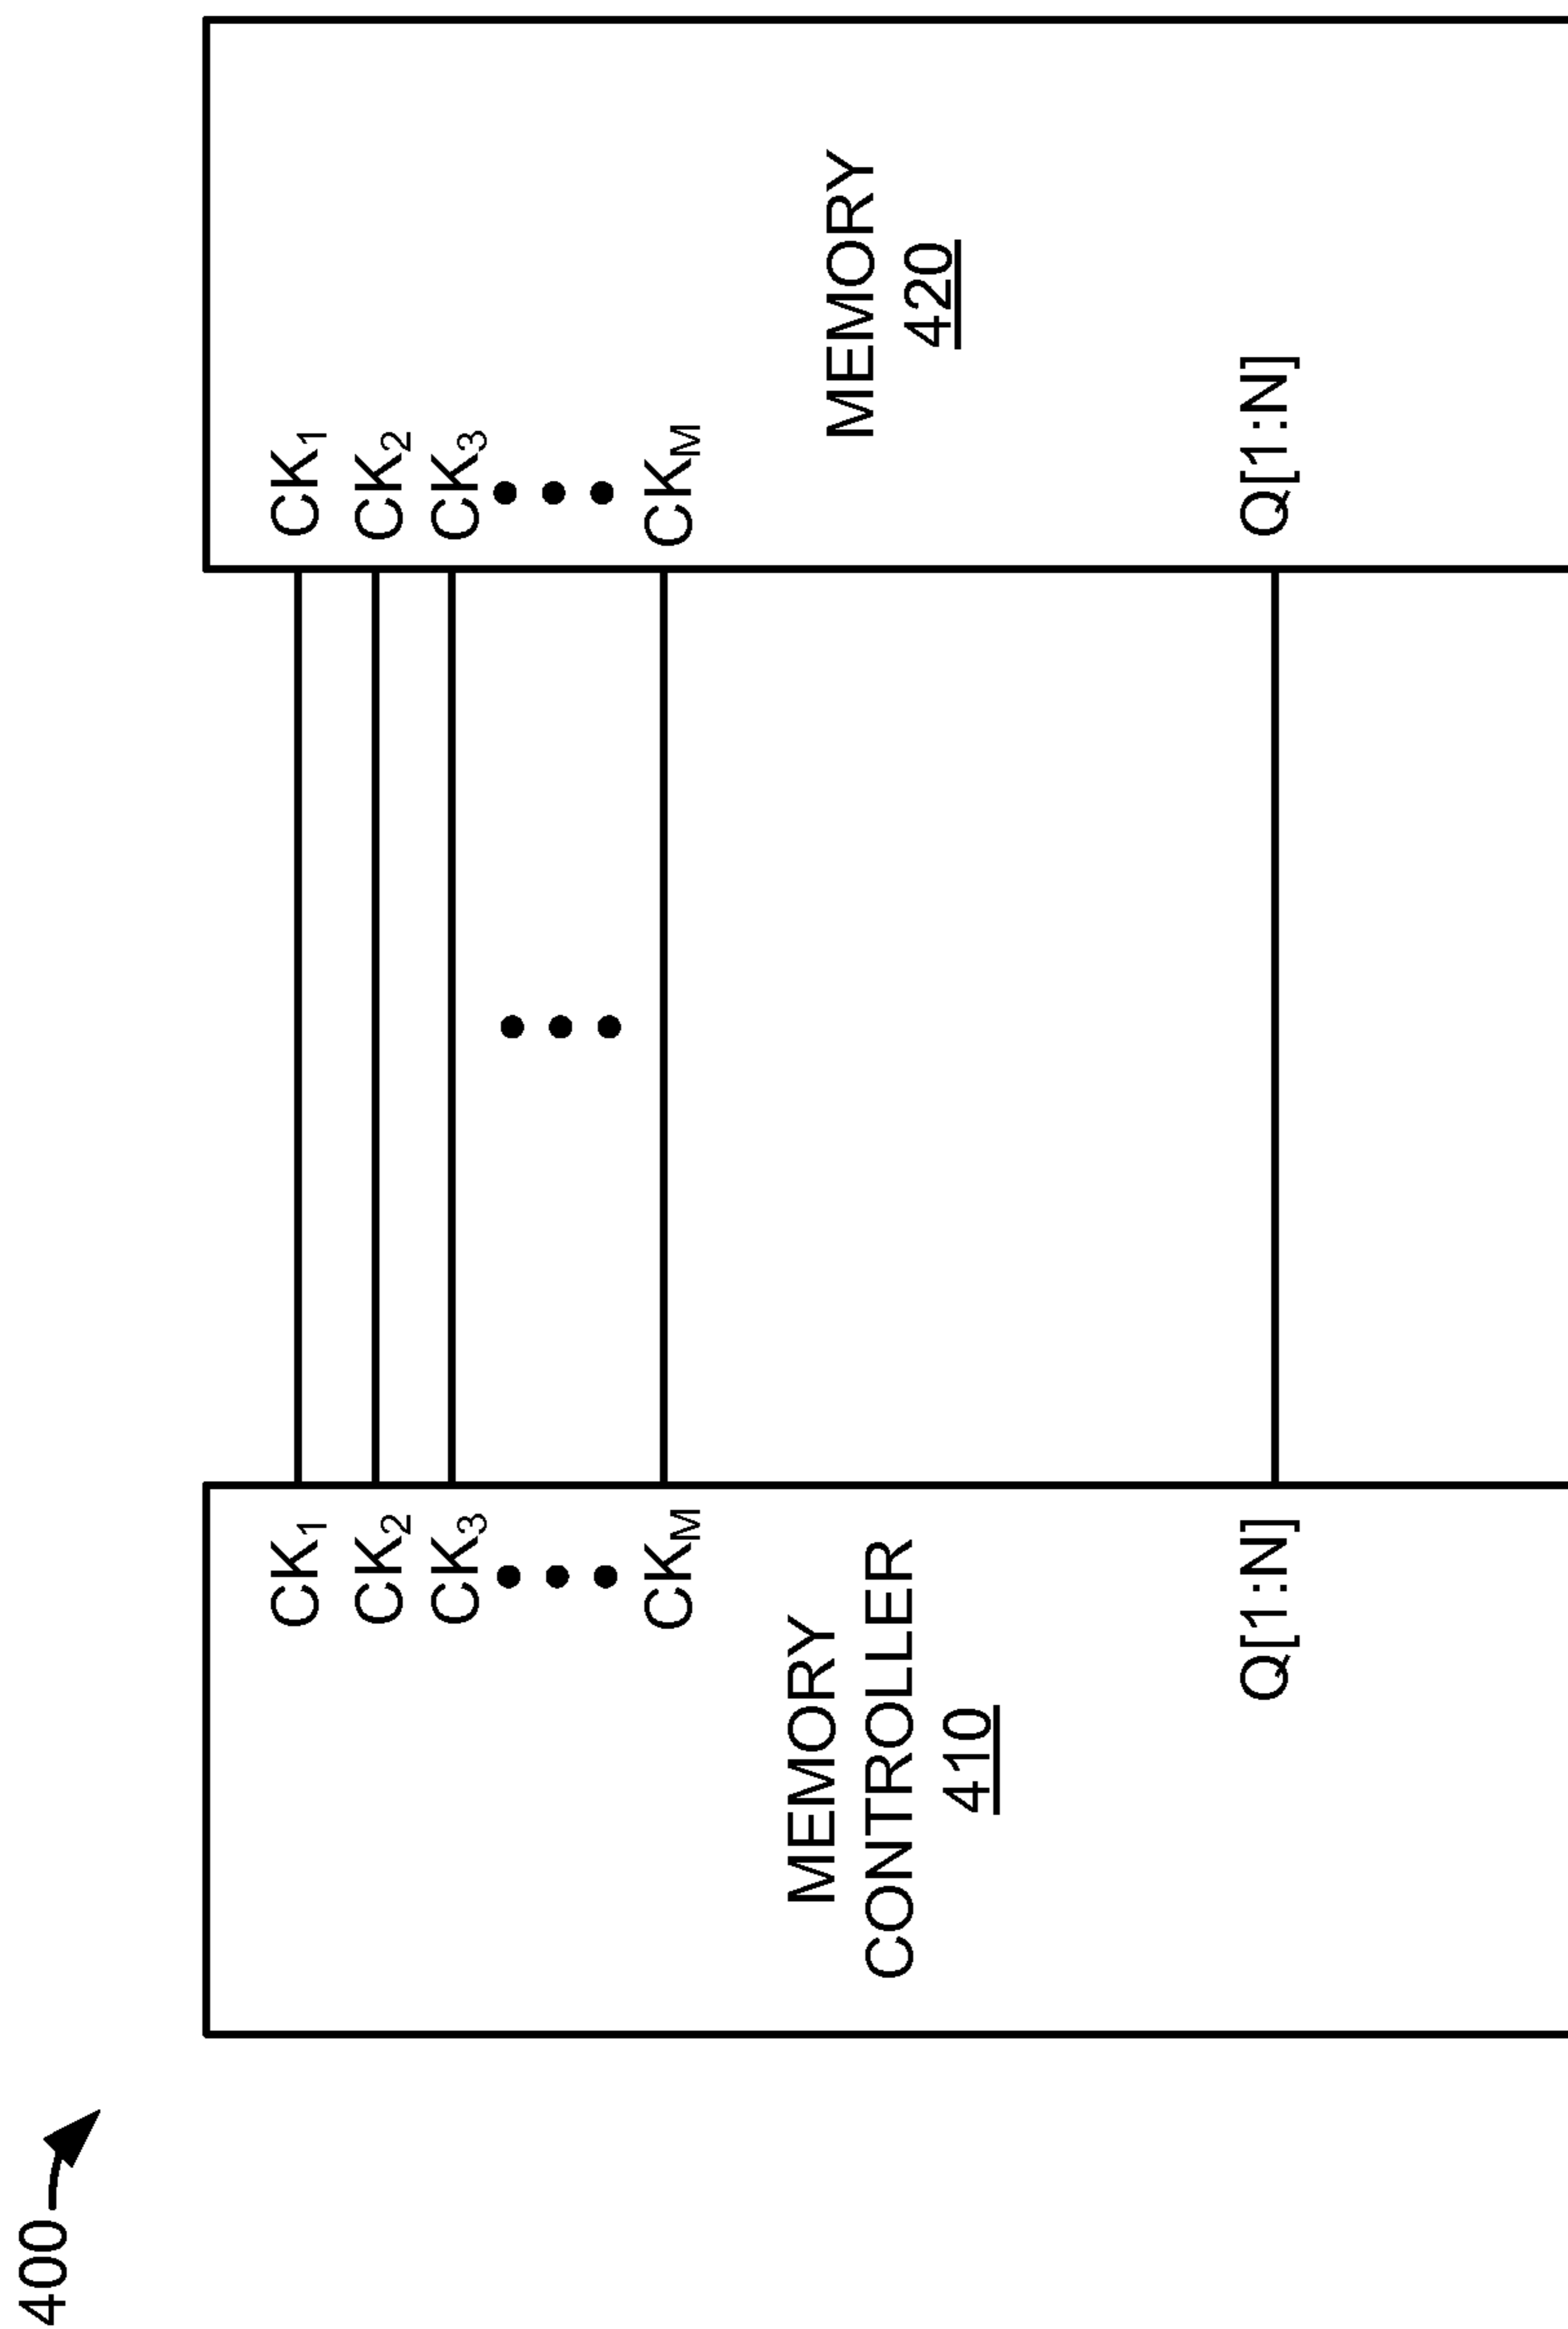 400
CK₁
CK₂
CK₃
CKM
MEMORY
CONTROLLER
410
Q[1:N]
CK₁
CK₂
CK₃
CKM
MEMORY
420
Q[1:N]